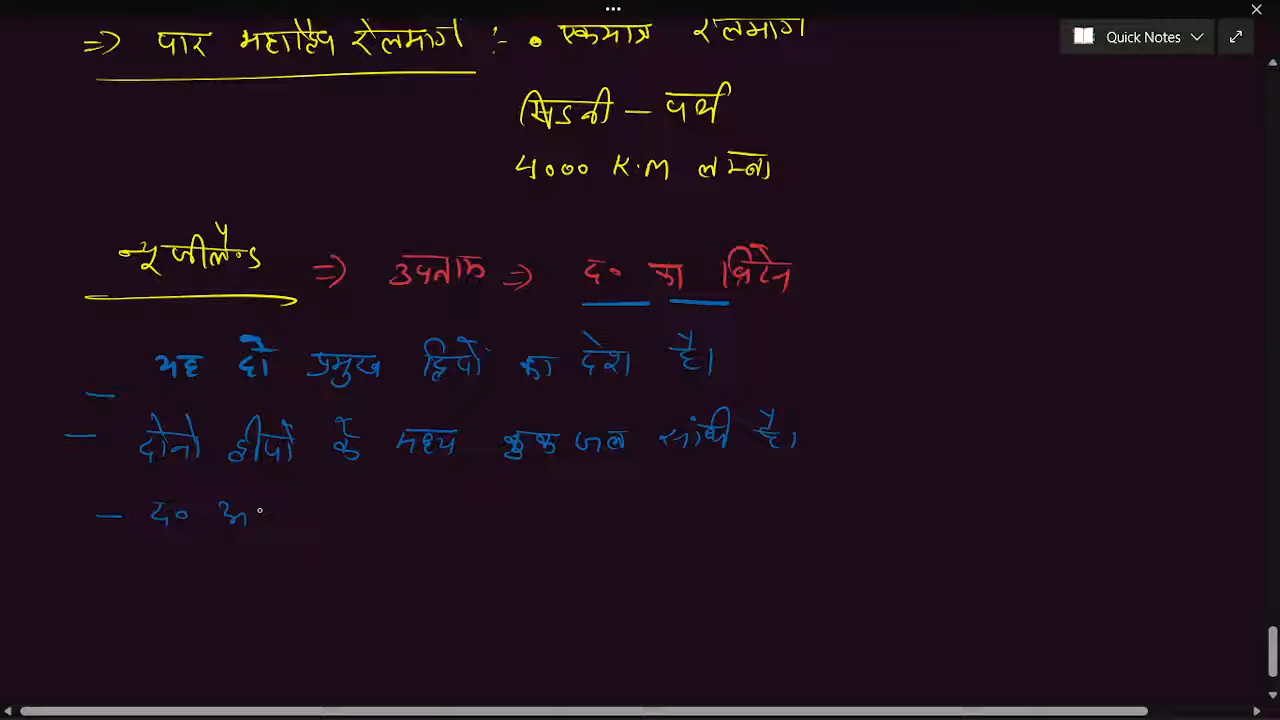 Quick Notes
⇒ पार महाद्वीप रेलमार्ग :- • एकमात्र रेलमार्ग
सिडनी – पर्थ
4000 K.M लम्बा
न्यूजीलैण्ड ⇒ उपनाम ⇒ द० का ब्रिटेन
– यह दो प्रमुख द्विपों का देश है।
– दोनो द्वीपों के मध्य कुक जल सांधी है।
– द० अ०